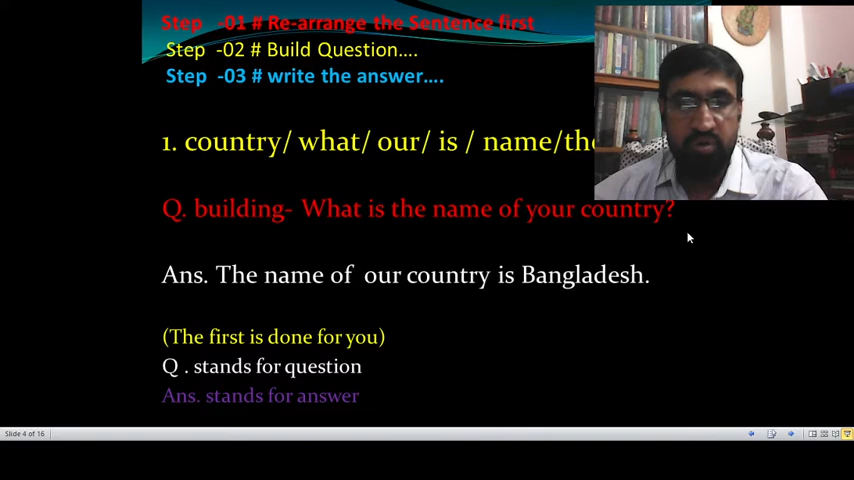 Step -01 # Re-arrange the Sentence first
Step -02 # Build Question....
Step -03 # write the answer....
1. country/ what/ our/ is / name/the
Q. building- What is the name of your country?
Ans. The name of our country is Bangladesh.
(The first is done for you)
Q . stands for question
Ans. stands for answer
Slide 4 of 16